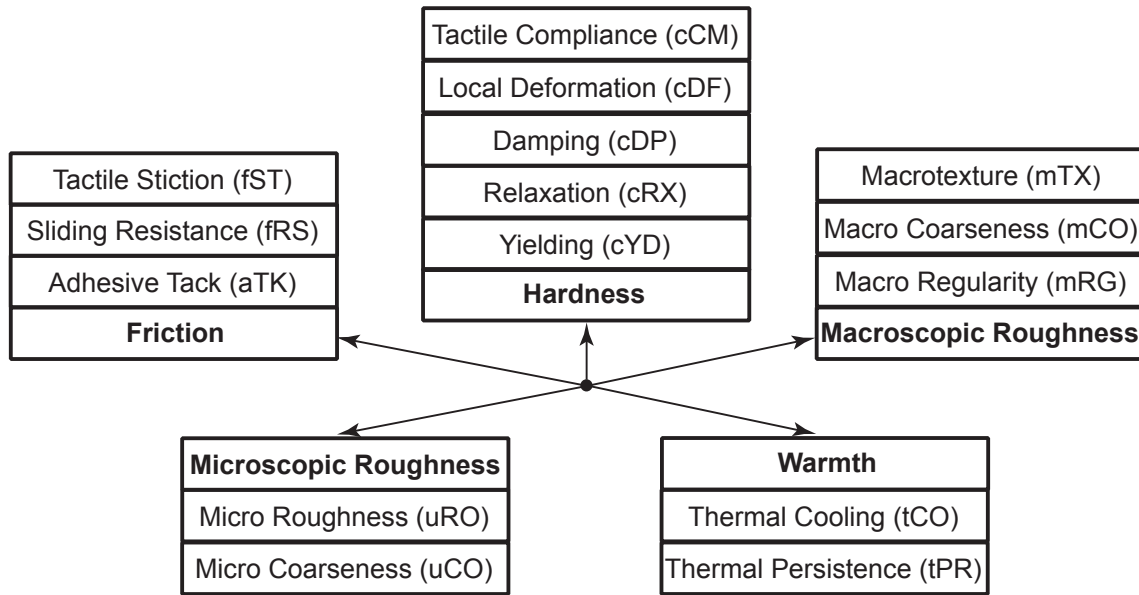 Tactile Compliance (cCM)
Local Deformation (cDF)
Damping (cDP)
Relaxation (cRX)
Yielding (cYD)
Hardness
Tactile Stiction (fST)
Sliding Resistance (fRS)
Adhesive Tack (aTK)
Friction
Macrotexture (mTX)
Macro Coarseness (mCO)
Macro Regularity (mRG)
Macroscopic Roughness
Microscopic Roughness
Micro Roughness (uRO)
Micro Coarseness (uCO)
Warmth
Thermal Cooling (tCO)
Thermal Persistence (tPR)